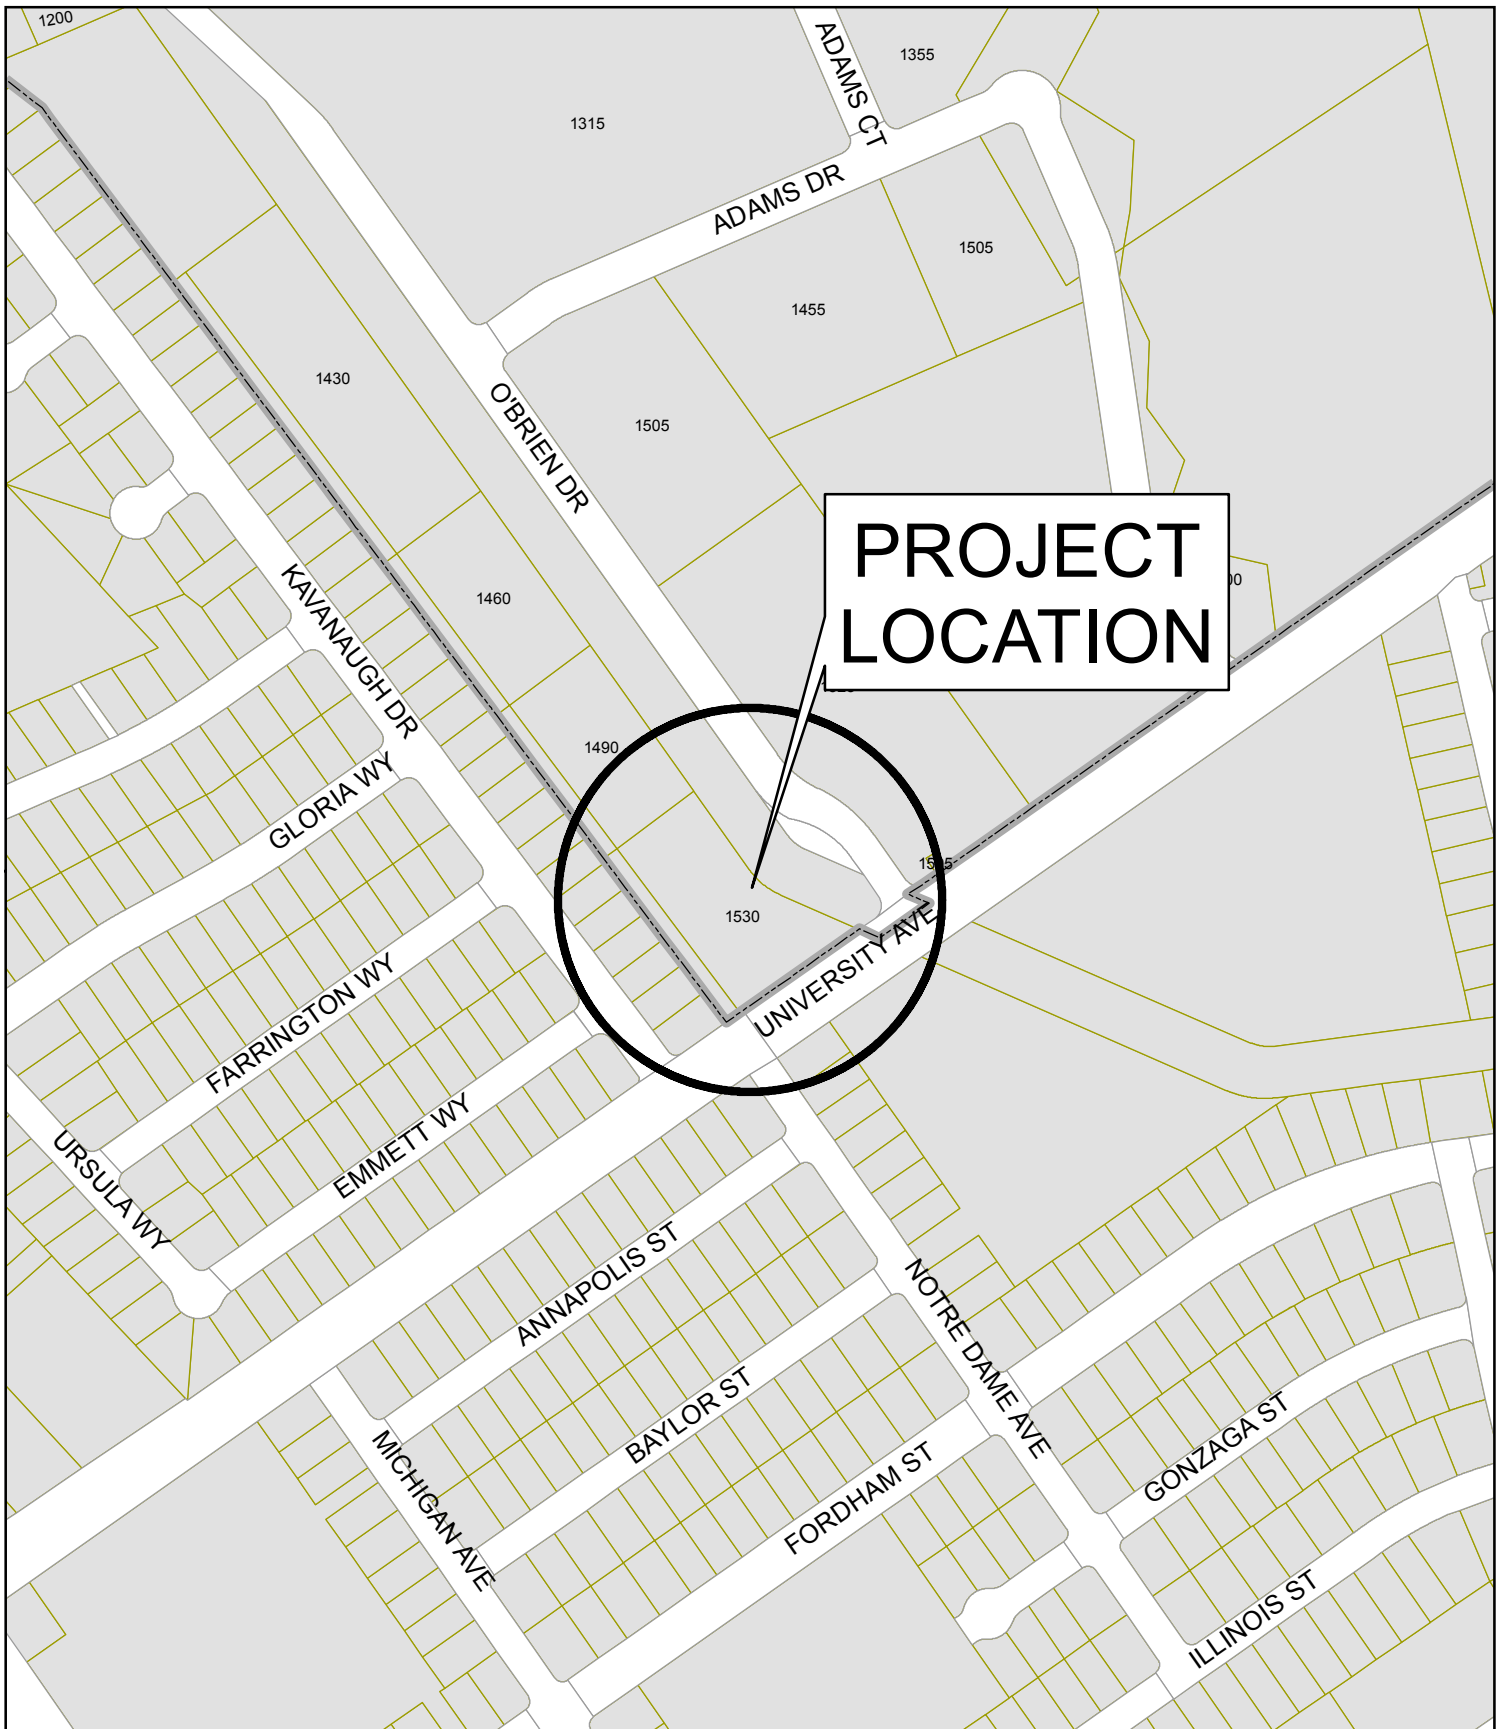 1200
ADAMS CT
1355
1315
ADAMS DR
1505
1455
1430
O'BRIEN DR
1505
PROJECT
LOCATION
KAVANAUGH DR
1460
1490
GLORIA WY
1530
UNIVERSITY AVE
FARRINGTON WY
EMMETT WY
URSULA WY
ANNAPOLIS ST
NOTRE DAME AVE
BAYLOR ST
MICHIGAN AVE
GONZAGA ST
FORDHAM ST
ILLINOIS ST